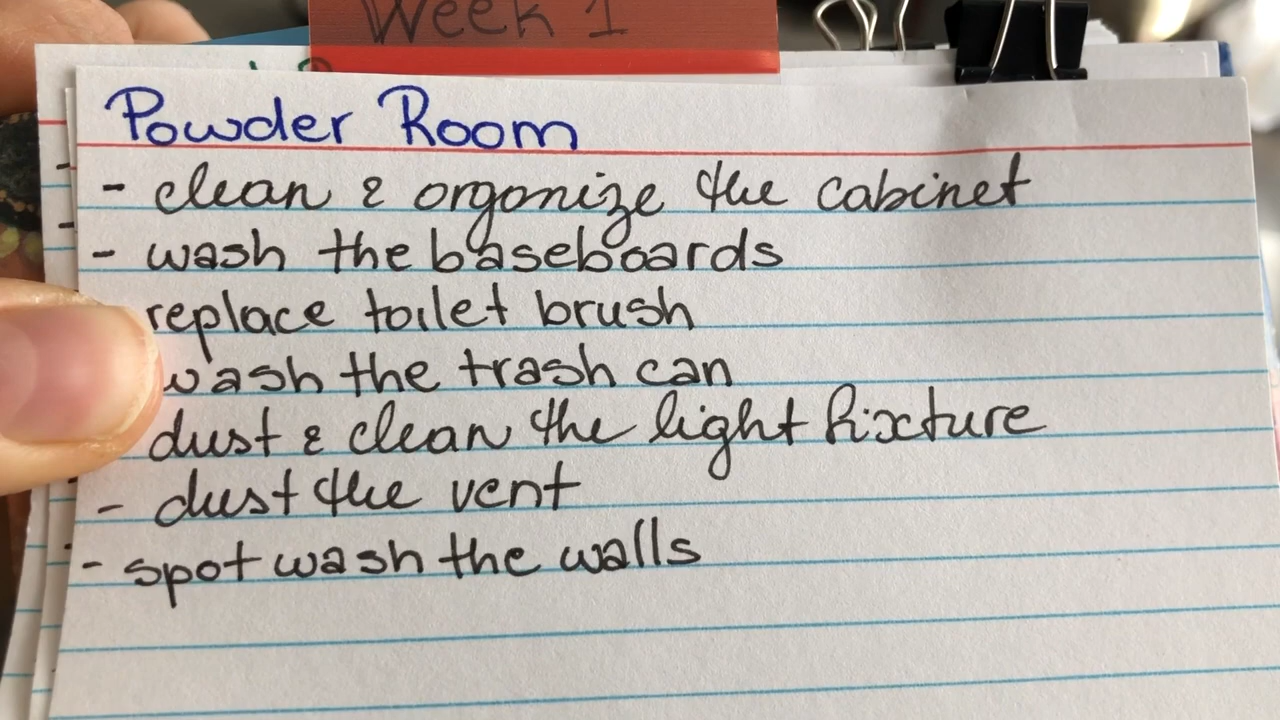 Week 1
Powder Room
- clean & organize the cabinet
- wash the baseboards
replace toilet brush
wash the trash can
dust & clean the light fixture
- dust the vent
- spot wash the walls